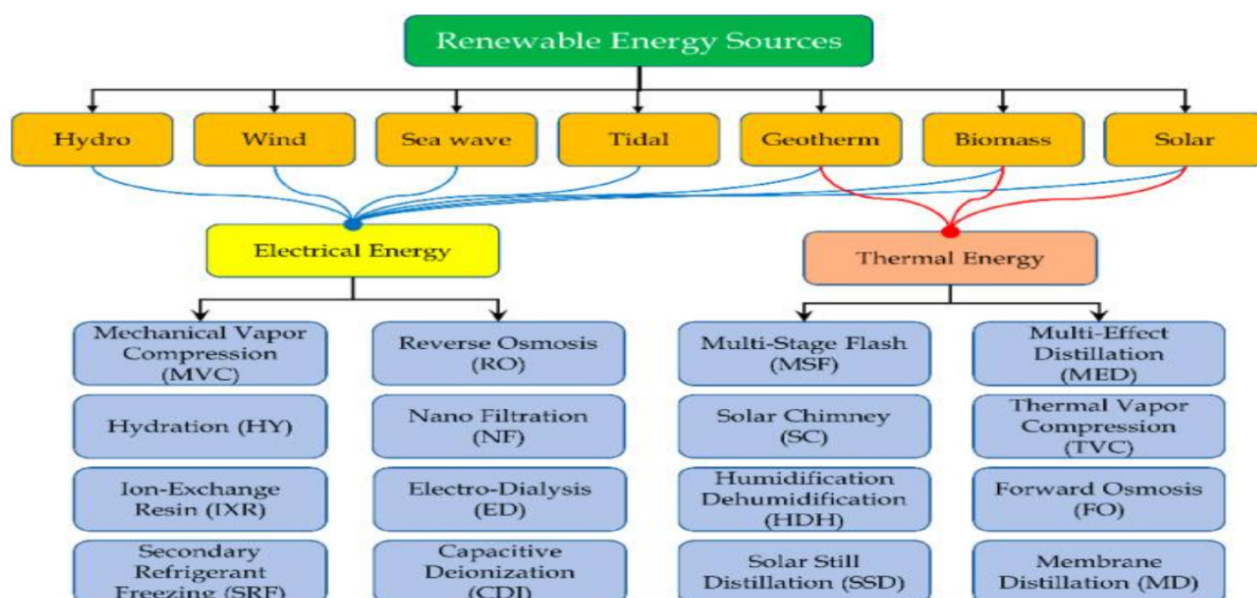 Renewable Energy Sources
Hydro
Wind
Sea wave
Tidal
Geotherm
Biomass
Solar
Electrical Energy
Thermal Energy
Mechanical Vapor
Compression
(MVC)
Reverse Osmosis
(RO)
Multi-Stage Flash
(MSF)
Multi-Effect
Distillation
(MED)
Hydration (HY)
Nano Filtration
(NF)
Solar Chimney
(SC)
Thermal Vapor
Compression
(TVC)
Ion-Exchange
Resin (IXR)
Electro-Dialysis
(ED)
Humidification
Dehumidification
(HDH)
Forward Osmosis
(FO)
Secondary
Refrigerant
Freezing (SRF)
Capacitive
Deionization
(CDI)
Solar Still
Distillation (SSD)
Membrane
Distillation (MD)